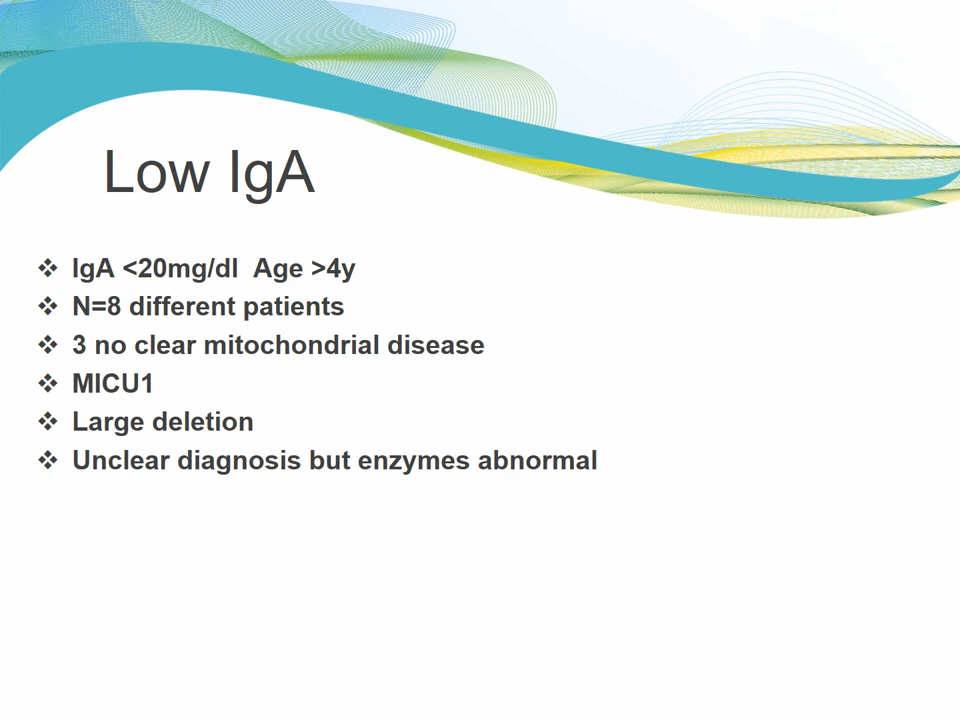 Low IgA
❖ IgA <20mg/dl  Age >4y
❖ N=8 different patients
❖ 3 no clear mitochondrial disease
❖ MICU1
❖ Large deletion
❖ Unclear diagnosis but enzymes abnormal